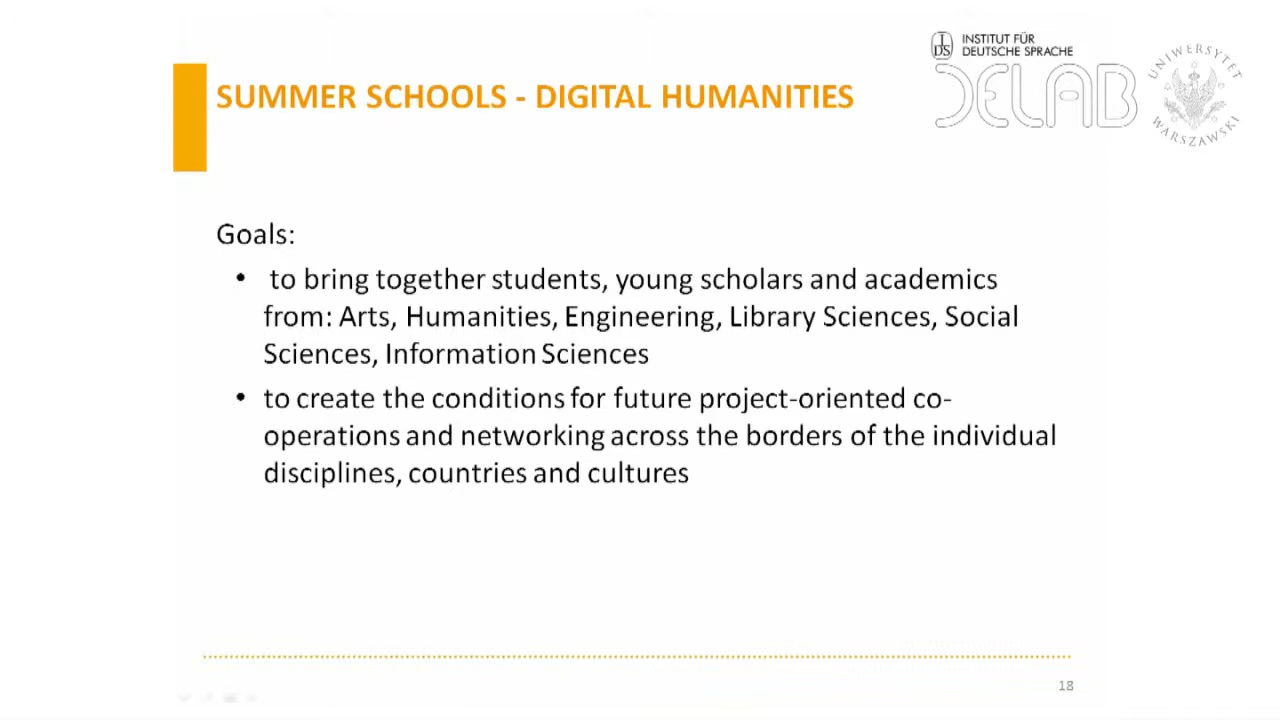 IDS
INSTITUT FÜR
DEUTSCHE SPRACHE
DELAB
UNIWERSYTET
WARSZAWSKI
SUMMER SCHOOLS - DIGITAL HUMANITIES
Goals:
• to bring together students, young scholars and academics
from: Arts, Humanities, Engineering, Library Sciences, Social
Sciences, Information Sciences
• to create the conditions for future project-oriented co-
operations and networking across the borders of the individual
disciplines, countries and cultures
18